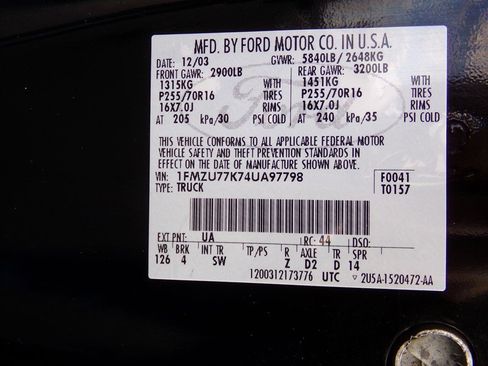 MFD. BY FORD MOTOR CO. IN U.S.A.
DATE: 12/03 GVWR: 5840LB/ 2648KG
FRONT GAWR: 2900LB REAR GAWR: 3200LB
1315KG WITH 1451KG WITH
P255/70R16 TIRES P255/70R16 TIRES
16X7.0J RIMS 16X7.0J RIMS
AT 205 kPa/30 PSI COLD AT 240 kPa/35 PSI COLD
THIS VEHICLE CONFORMS TO ALL APPLICABLE FEDERAL MOTOR
VEHICLE SAFETY AND THEFT PREVENTION STANDARDS IN
EFFECT ON THE DATE OF MANUFACTURE SHOWN ABOVE.
VIN: 1FMZU77K74UA97798 F0041
TYPE: TRUCK T0157
EXT PNT: UA RC: 44 DSO:
WB BRK INT TR TP/PS R AXLE TR SPR
126 4 SW Z D2 D 14
1200312173776 UTC 2U5A-1520472-AA
Ford